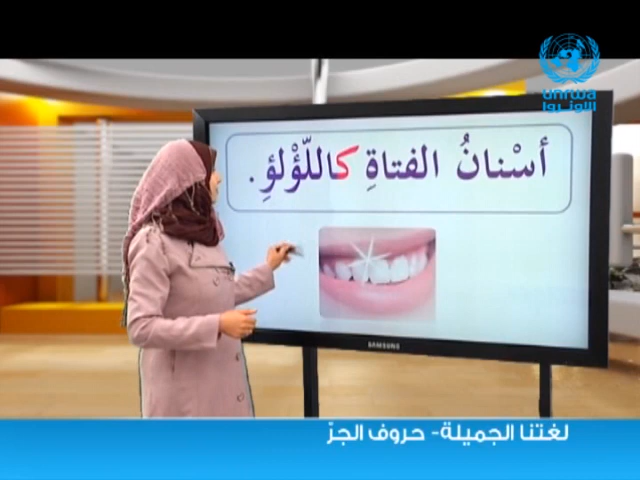 unrwa
الأونروا
أسْنانُ الفتاةِ كاللّؤْلؤِ.
SAMSUNG
لغتنا الجميلة- حروف الجرّ